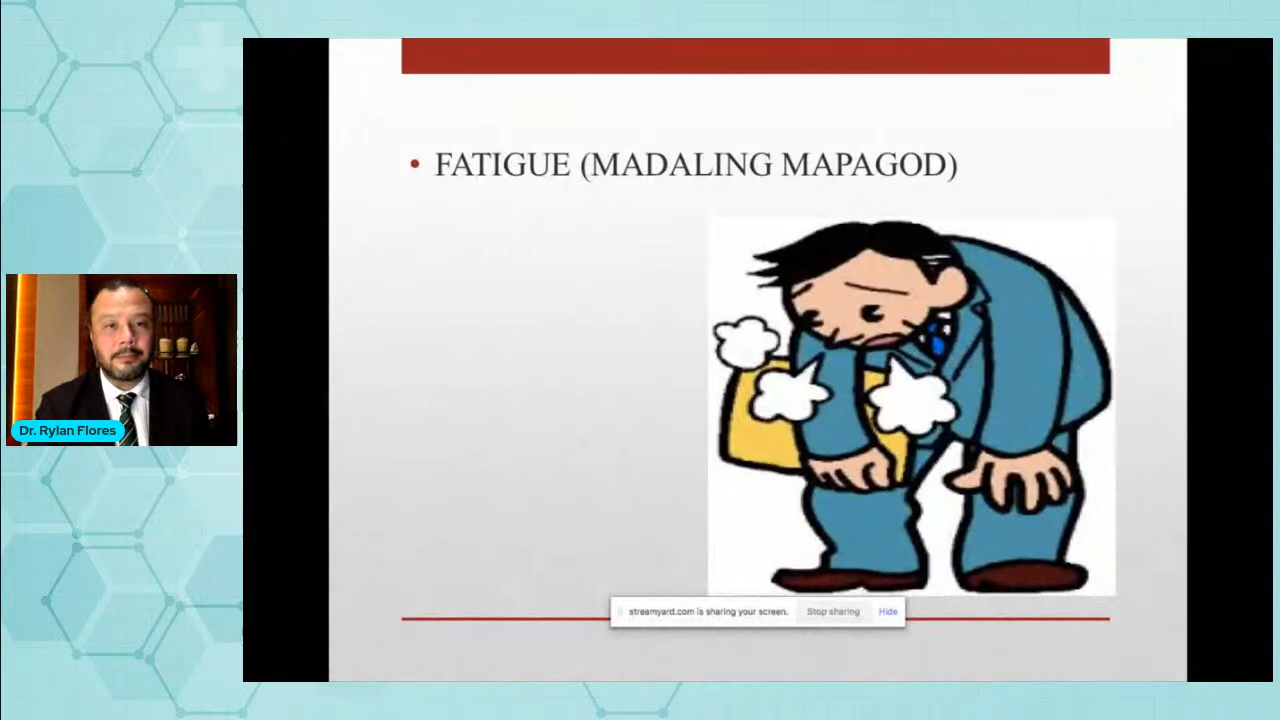 • FATIGUE (MADALING MAPAGOD)
Dr. Rylan Flores
streamyard.com is sharing your screen. Stop sharing Hide